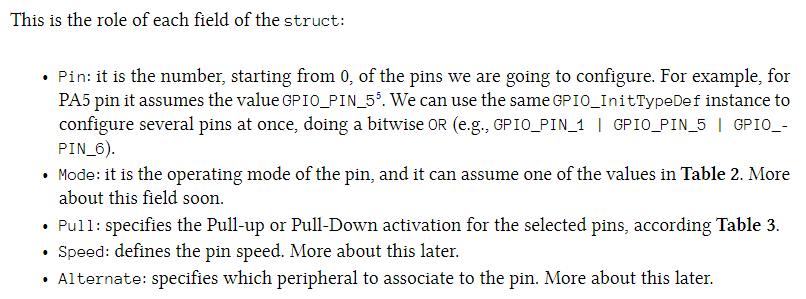 This is the role of each field of the struct:
• Pin: it is the number, starting from 0, of the pins we are going to configure. For example, for
PA5 pin it assumes the value GPIO_PIN_5⁵. We can use the same GPIO_InitTypeDef instance to
configure several pins at once, doing a bitwise OR (e.g., GPIO_PIN_1 | GPIO_PIN_5 | GPIO_-
PIN_6).
• Mode: it is the operating mode of the pin, and it can assume one of the values in Table 2. More
about this field soon.
• Pull: specifies the Pull-up or Pull-Down activation for the selected pins, according Table 3.
• Speed: defines the pin speed. More about this later.
• Alternate: specifies which peripheral to associate to the pin. More about this later.